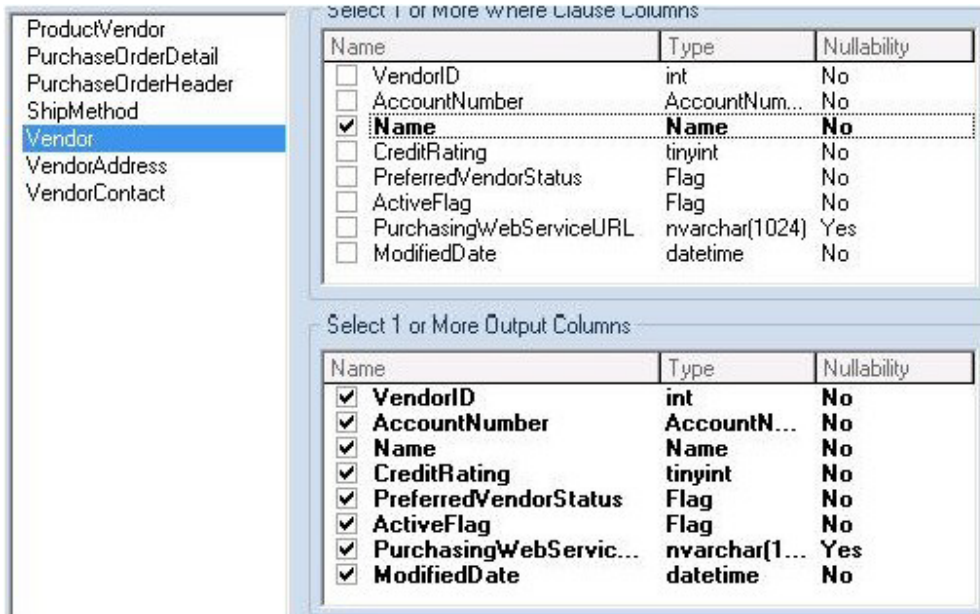 ProductVendor
PurchaseOrderDetail
PurchaseOrderHeader
ShipMethod
Vendor
VendorAddress
VendorContact
Select 1 or More Where Clause Columns
Name Type Nullability
VendorID int No
AccountNumber AccountNum... No
Name Name No
CreditRating tinyint No
PreferredVendorStatus Flag No
ActiveFlag Flag No
PurchasingWebServiceURL nvarchar(1024) Yes
ModifiedDate datetime No
Select 1 or More Output Columns
Name Type Nullability
VendorID int No
AccountNumber AccountN... No
Name Name No
CreditRating tinyint No
PreferredVendorStatus Flag No
ActiveFlag Flag No
PurchasingWebServic... nvarchar(1... Yes
ModifiedDate datetime No